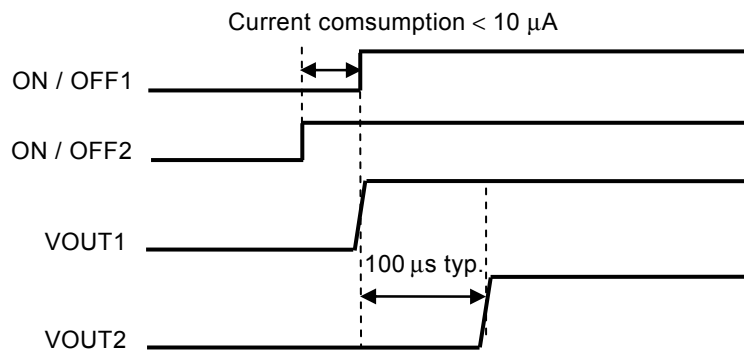 Current comsumption < 10 μA
ON / OFF1
ON / OFF2
VOUT1
100 μs typ.
VOUT2